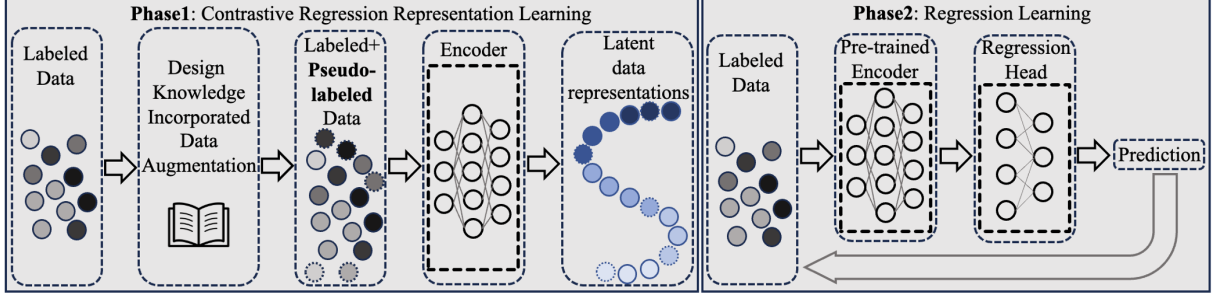 Phase1: Contrastive Regression Representation Learning
Labeled
Data
Design
Knowledge
Incorporated
Data
Augmentation
Labeled+
Pseudo-
labeled
Data
Encoder
Latent
data
representations
Phase2: Regression Learning
Labeled
Data
Pre-trained
Encoder
Regression
Head
Prediction